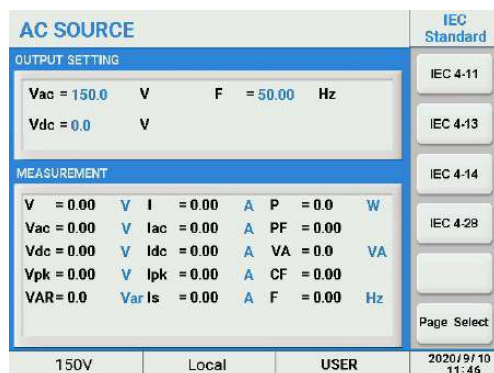 AC SOURCE
IEC Standard
OUTPUT SETTING
Vac = 150.0 V F = 50.00 Hz
Vdc = 0.0 V
MEASUREMENT
V = 0.00 V I = 0.00 A P = 0.0 W
Vac = 0.00 V Iac = 0.00 A PF = 0.00
Vdc = 0.00 V Idc = 0.00 A VA = 0.0 VA
Vpk = 0.00 V Ipk = 0.00 A CF = 0.00
VAR= 0.0 Var Is = 0.00 A F = 0.00 Hz
IEC 4-11
IEC 4-13
IEC 4-14
IEC 4-28
Page Select
150V Local USER 2020/9/10
11:46